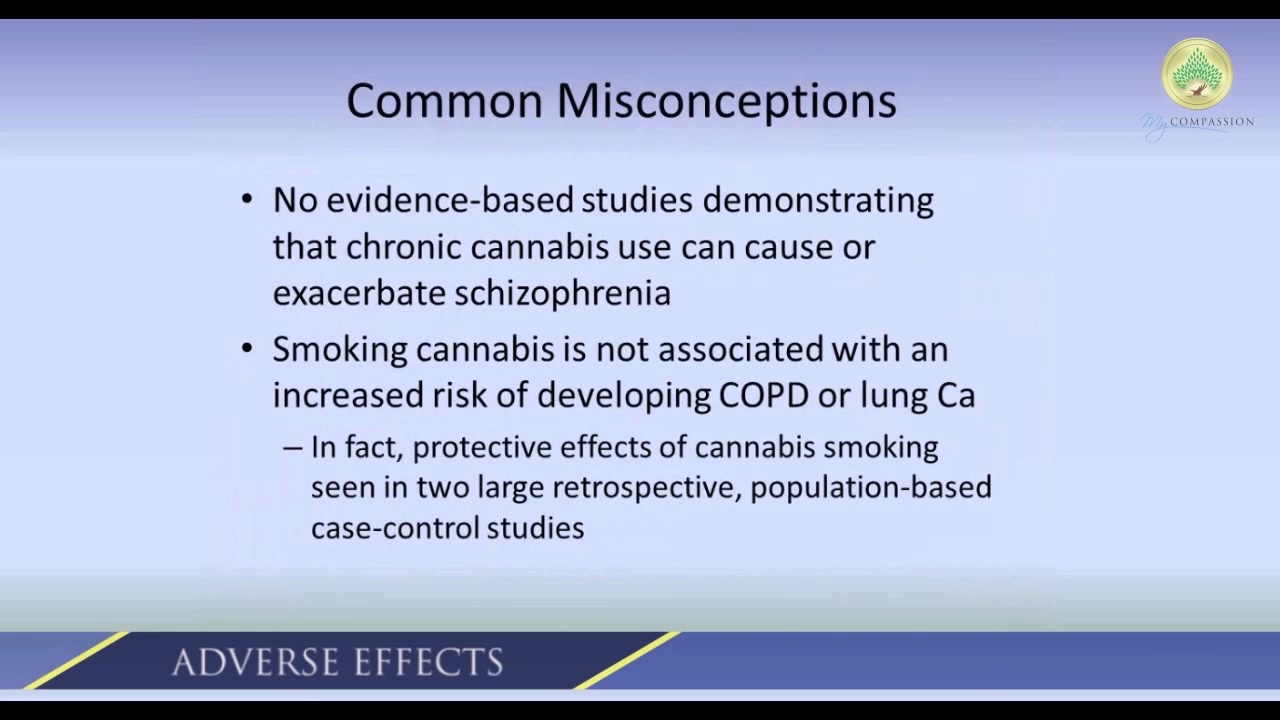 Common Misconceptions
My COMPASSION
• No evidence-based studies demonstrating
that chronic cannabis use can cause or
exacerbate schizophrenia
• Smoking cannabis is not associated with an
increased risk of developing COPD or lung Ca
– In fact, protective effects of cannabis smoking
seen in two large retrospective, population-based
case-control studies
ADVERSE EFFECTS